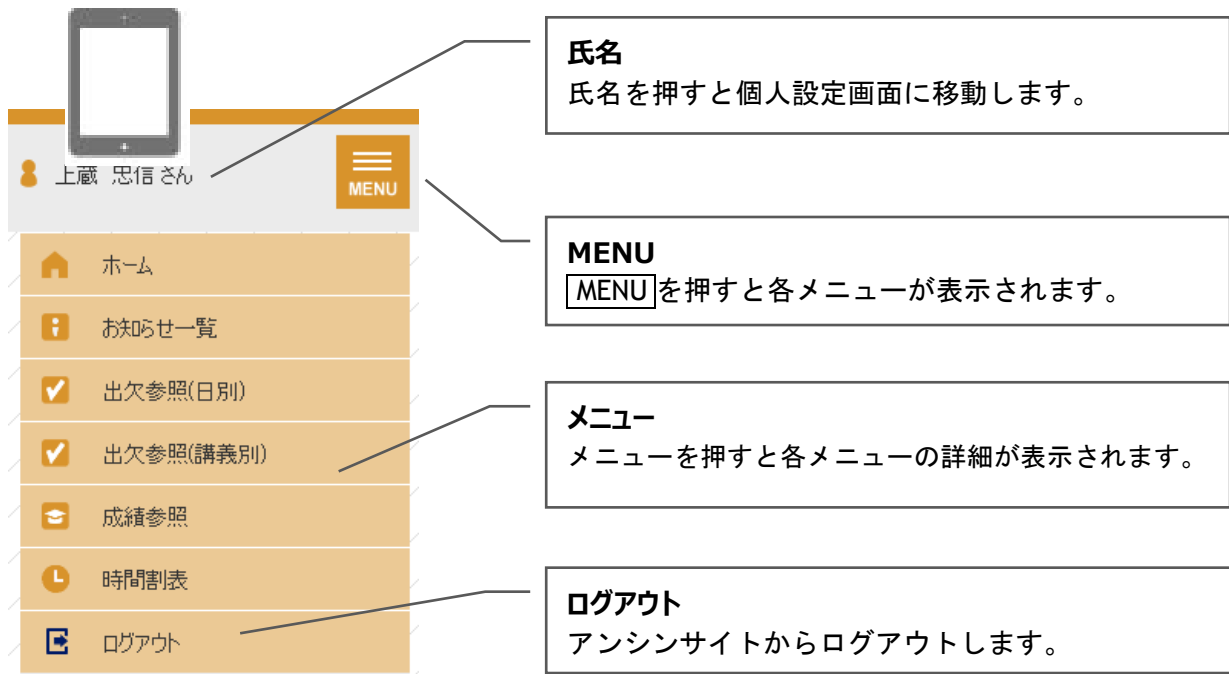 上蔵 忠信さん
MENU
ホーム
お知らせ一覧
出欠参照(日別)
出欠参照(講義別)
成績参照
時間割表
ログアウト
氏名
氏名を押すと個人設定画面に移動します。
MENU
MENUを押すと各メニューが表示されます。
メニュー
メニューを押すと各メニューの詳細が表示されます。
ログアウト
アンシンサイトからログアウトします。